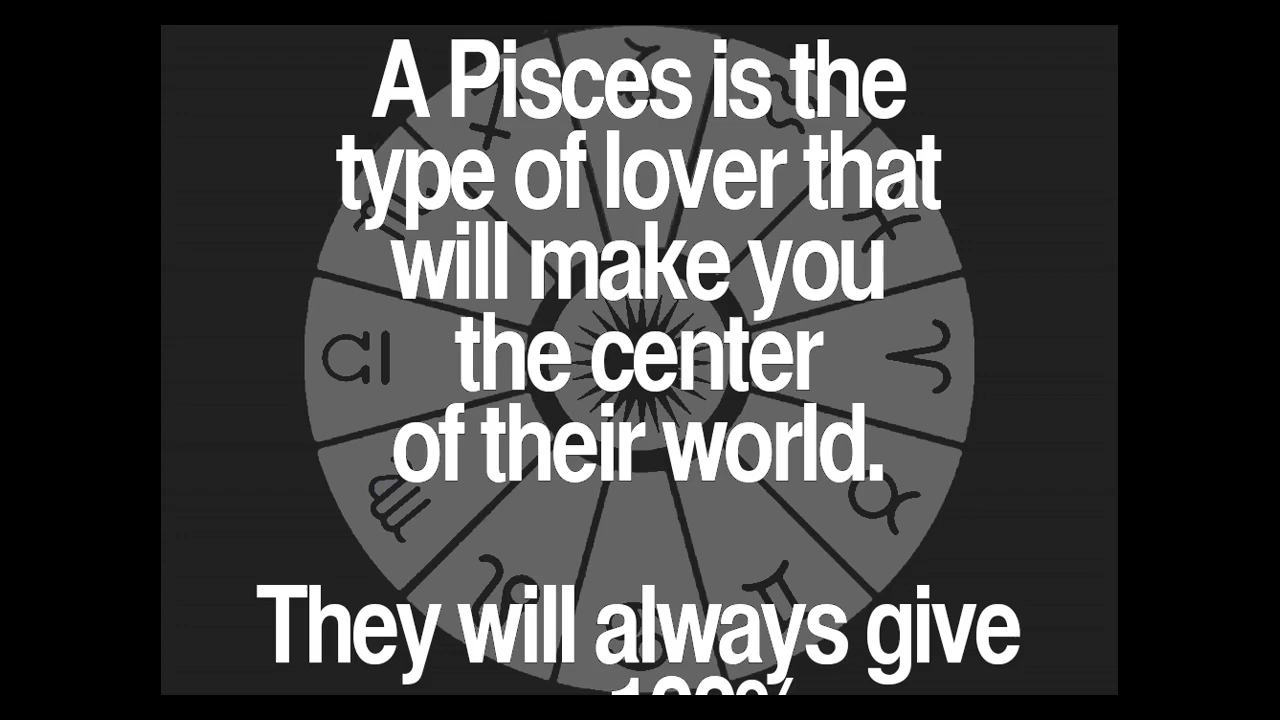 A Pisces is the
type of lover that
will make you
the center
of their world.
They will always give
100%